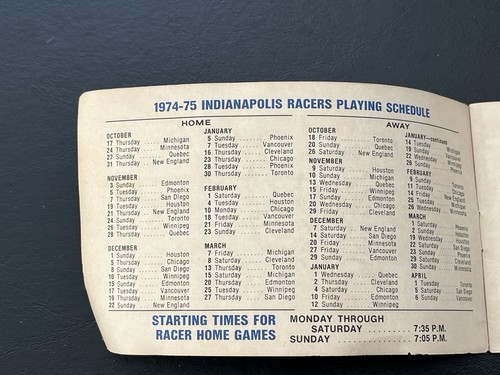 1974-75 INDIANAPOLIS RACERS PLAYING SCHEDULE
HOME
OCTOBER
17 Thursday Michigan
24 Thursday Minnesota
27 Sunday Quebec
31 Thursday New England
NOVEMBER
3 Sunday Edmonton
5 Tuesday Phoenix
7 Thursday San Diego
19 Tuesday Houston
21 Thursday New England
24 Sunday Toronto
26 Tuesday Winnipeg
28 Thursday Quebec
DECEMBER
1 Sunday Houston
5 Thursday Chicago
8 Sunday San Diego
10 Tuesday Winnipeg
15 Sunday Edmonton
17 Tuesday Vancouver
19 Thursday Minnesota
22 Sunday New England
JANUARY
5 Sunday Phoenix
7 Tuesday Vancouver
16 Thursday Cleveland
23 Thursday Chicago
28 Tuesday Phoenix
30 Thursday Toronto
FEBRUARY
1 Saturday Quebec
4 Tuesday Houston
10 Monday Chicago
18 Tuesday Vancouver
21 Friday Minnesota
23 Sunday Cleveland
MARCH
7 Friday Michigan
8 Saturday Cleveland
13 Thursday Toronto
15 Saturday Michigan
20 Thursday Edmonton
25 Tuesday Winnipeg
27 Thursday San Diego
AWAY
OCTOBER
18 Friday Toronto
20 Sunday Quebec
26 Saturday New England
NOVEMBER
9 Saturday Houston
10 Sunday Michigan
13 Wednesday Quebec
15 Friday Winnipeg
17 Sunday Houston
20 Wednesday Chicago
29 Friday Cleveland
DECEMBER
7 Saturday New England
14 Saturday San Diego
20 Friday Minnesota
27 Friday Vancouver
29 Sunday Edmonton
JANUARY
1 Wednesday Quebec
2 Thursday Chicago
4 Saturday Cleveland
10 Friday Edmonton
12 Sunday Winnipeg
JANUARY—continued
14 Tuesday
19 Sunday
22 Wednesday
26 Sunday
FEBRUARY
9 Sunday
11 Tuesday
MARCH
1 Saturday Phoenix
2 Sunday
19 Wednesday
22 Saturday
23 Sunday
29 Saturday Cleveland
30 Sunday Minnesota
APRIL
1 Tuesday Toronto
5 Saturday San Diego
6 Sunday Vancouver
STARTING TIMES FOR
RACER HOME GAMES
MONDAY THROUGH
SATURDAY 7:35 P.M.
SUNDAY 7:05 P.M.